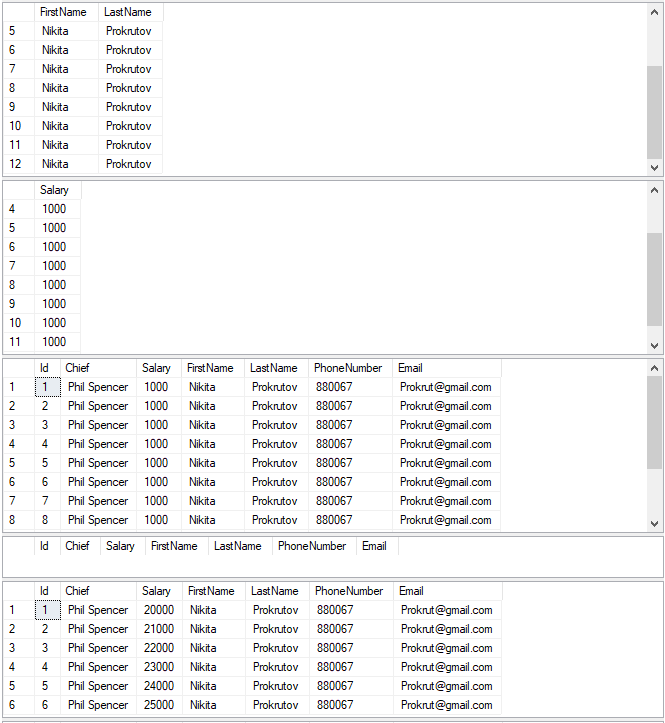 FirstName LastName
5 Nikita Prokrutov
6 Nikita Prokrutov
7 Nikita Prokrutov
8 Nikita Prokrutov
9 Nikita Prokrutov
10 Nikita Prokrutov
11 Nikita Prokrutov
12 Nikita Prokrutov
Salary
4 1000
5 1000
6 1000
7 1000
8 1000
9 1000
10 1000
11 1000
Id Chief Salary FirstName LastName PhoneNumber Email
1 1 Phil Spencer 1000 Nikita Prokrutov 880067 Prokrut@gmail.com
2 2 Phil Spencer 1000 Nikita Prokrutov 880067 Prokrut@gmail.com
3 3 Phil Spencer 1000 Nikita Prokrutov 880067 Prokrut@gmail.com
4 4 Phil Spencer 1000 Nikita Prokrutov 880067 Prokrut@gmail.com
5 5 Phil Spencer 1000 Nikita Prokrutov 880067 Prokrut@gmail.com
6 6 Phil Spencer 1000 Nikita Prokrutov 880067 Prokrut@gmail.com
7 7 Phil Spencer 1000 Nikita Prokrutov 880067 Prokrut@gmail.com
8 8 Phil Spencer 1000 Nikita Prokrutov 880067 Prokrut@gmail.com
Id Chief Salary FirstName LastName PhoneNumber Email
Id Chief Salary FirstName LastName PhoneNumber Email
1 1 Phil Spencer 20000 Nikita Prokrutov 880067 Prokrut@gmail.com
2 2 Phil Spencer 21000 Nikita Prokrutov 880067 Prokrut@gmail.com
3 3 Phil Spencer 22000 Nikita Prokrutov 880067 Prokrut@gmail.com
4 4 Phil Spencer 23000 Nikita Prokrutov 880067 Prokrut@gmail.com
5 5 Phil Spencer 24000 Nikita Prokrutov 880067 Prokrut@gmail.com
6 6 Phil Spencer 25000 Nikita Prokrutov 880067 Prokrut@gmail.com